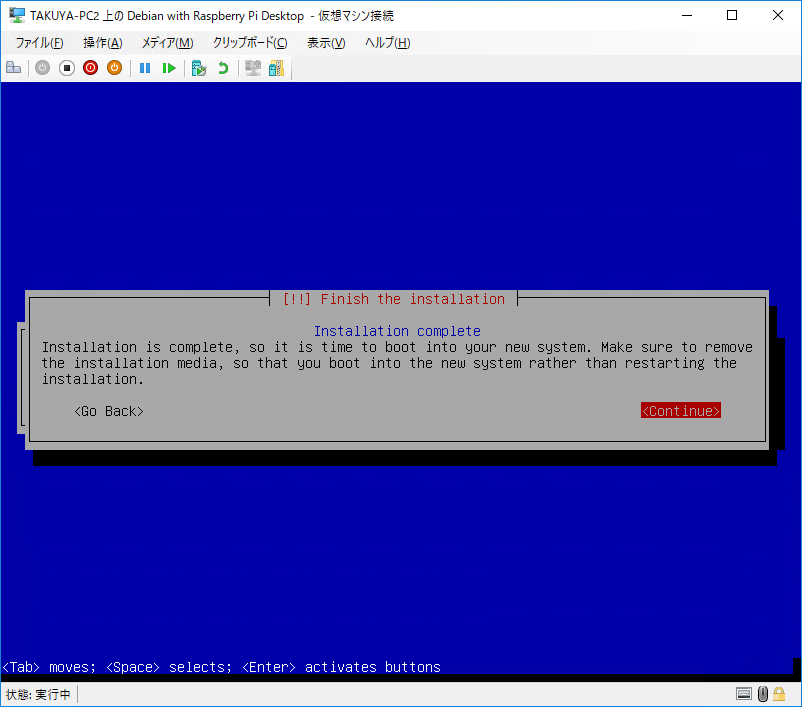 TAKUYA-PC2 上の Debian with Raspberry Pi Desktop - 仮想マシン接続
ファイル(F) 操作(A) メディア(M) クリップボード(C) 表示(V) ヘルプ(H)
[!!] Finish the installation
Installation complete
Installation is complete, so it is time to boot into your new system. Make sure to remove
the installation media, so that you boot into the new system rather than restarting the
installation.
<Go Back> <Continue>
<Tab> moves; <Space> selects; <Enter> activates buttons
状態: 実行中